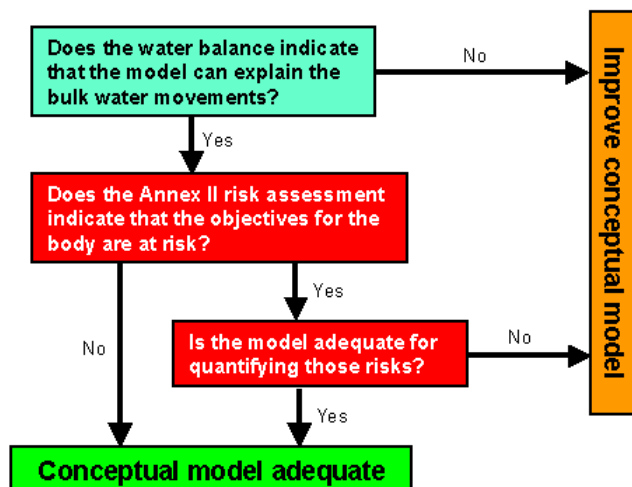 Does the water balance indicate
that the model can explain the
bulk water movements?
No
Yes
Does the Annex II risk assessment
indicate that the objectives for the
body are at risk?
Yes
No
Is the model adequate for
quantifying those risks?
No
Yes
Conceptual model adequate
Improve conceptual model